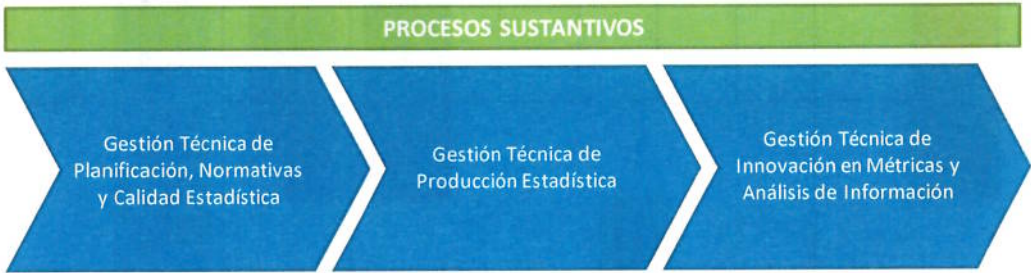 PROCESOS SUSTANTIVOS
Gestión Técnica de
Planificación, Normativas
y Calidad Estadística
Gestión Técnica de
Producción Estadística
Gestión Técnica de
Innovación en Métricas y
Análisis de Información